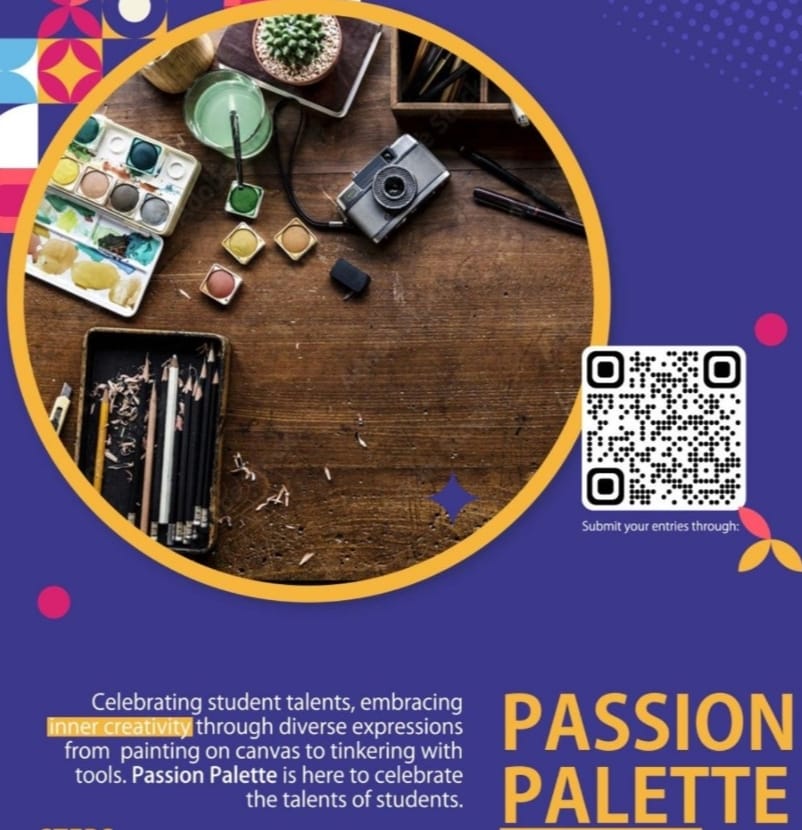 Submit your entries through:
Celebrating student talents, embracing
inner creativity through diverse expressions
from painting on canvas to tinkering with
tools. Passion Palette is here to celebrate
the talents of students.
PASSION
PALETTE